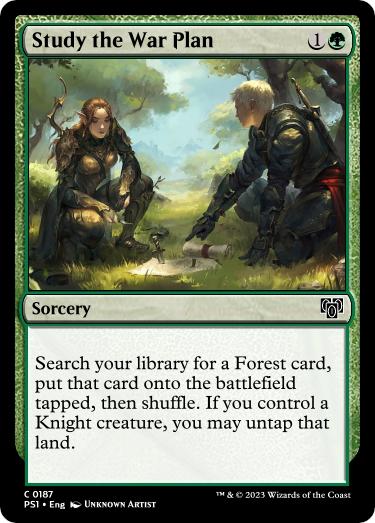 Study the War Plan 1
Sorcery
Search your library for a Forest card,
put that card onto the battlefield
tapped, then shuffle. If you control a
Knight creature, you may untap that
land.
C 0187
PS1 • Eng Unknown Artist
™ & © 2023 Wizards of the Coast